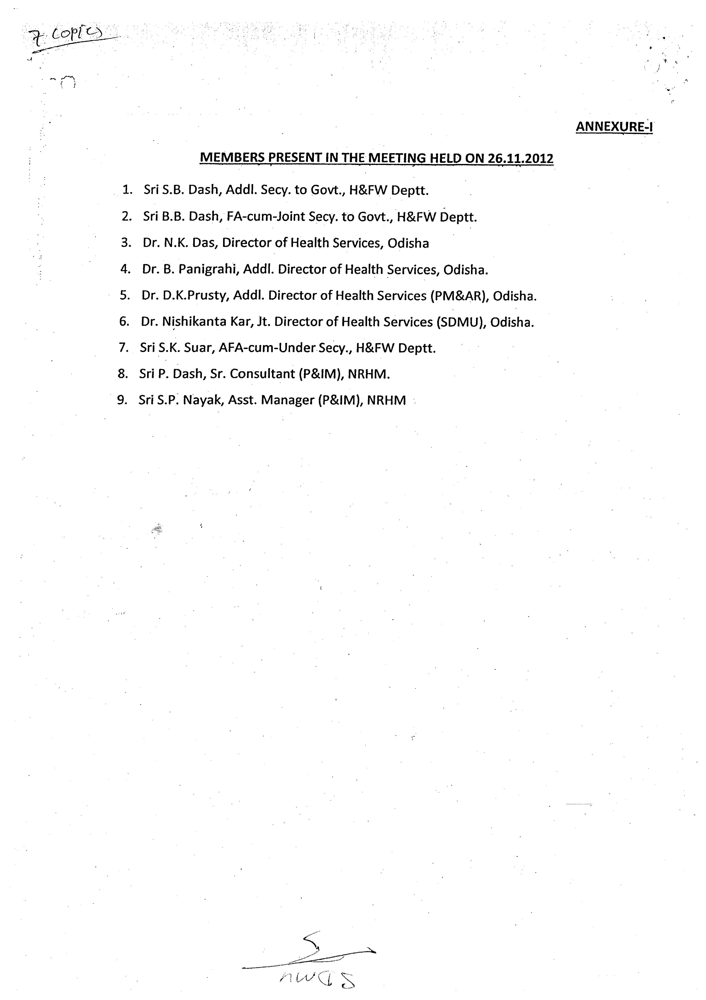 7 copies
ANNEXURE-I
MEMBERS PRESENT IN THE MEETING HELD ON 26.11.2012
1. Sri S.B. Dash, Addl. Secy. to Govt., H&FW Deptt.
2. Sri B.B. Dash, FA-cum-Joint Secy. to Govt., H&FW Deptt.
3. Dr. N.K. Das, Director of Health Services, Odisha
4. Dr. B. Panigrahi, Addl. Director of Health Services, Odisha.
5. Dr. D.K.Prusty, Addl. Director of Health Services (PM&AR), Odisha.
6. Dr. Nishikanta Kar, Jt. Director of Health Services (SDMU), Odisha.
7. Sri S.K. Suar, AFA-cum-Under Secy., H&FW Deptt.
8. Sri P. Dash, Sr. Consultant (P&IM), NRHM.
9. Sri S.P. Nayak, Asst. Manager (P&IM), NRHM
SDMU